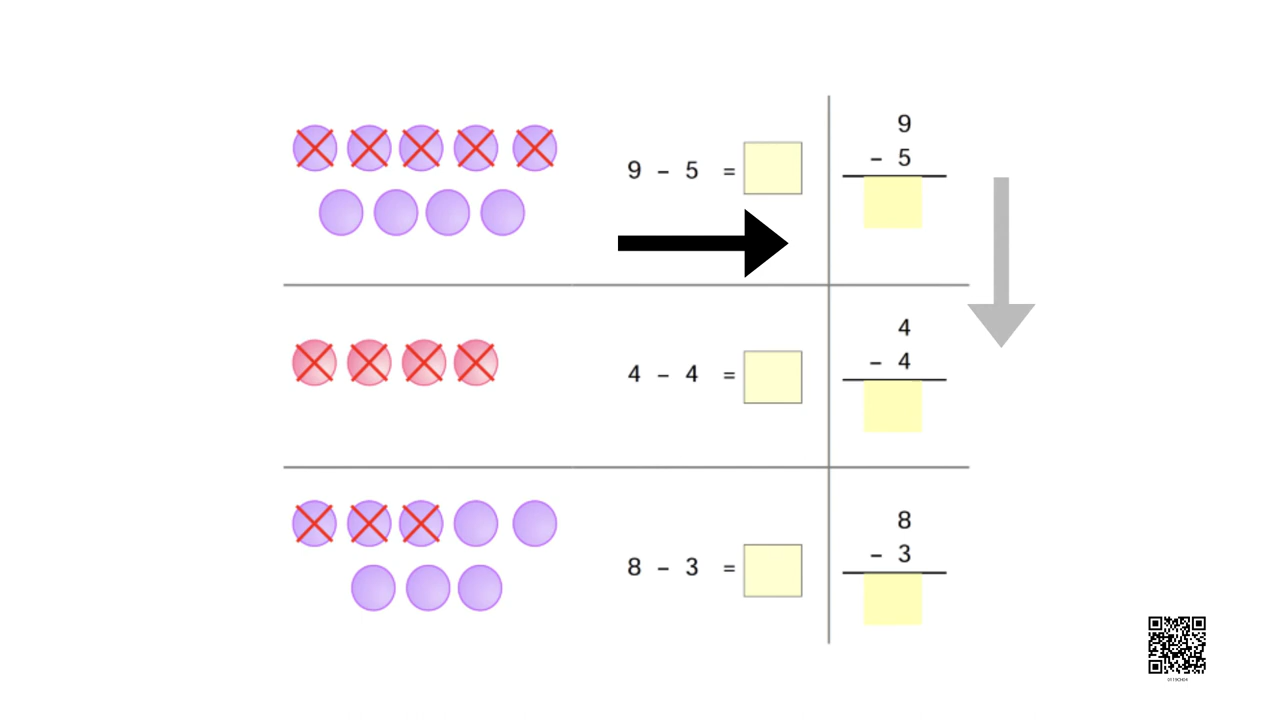 9 – 5 =
9
– 5
4 – 4 =
4
– 4
8 – 3 =
8
– 3